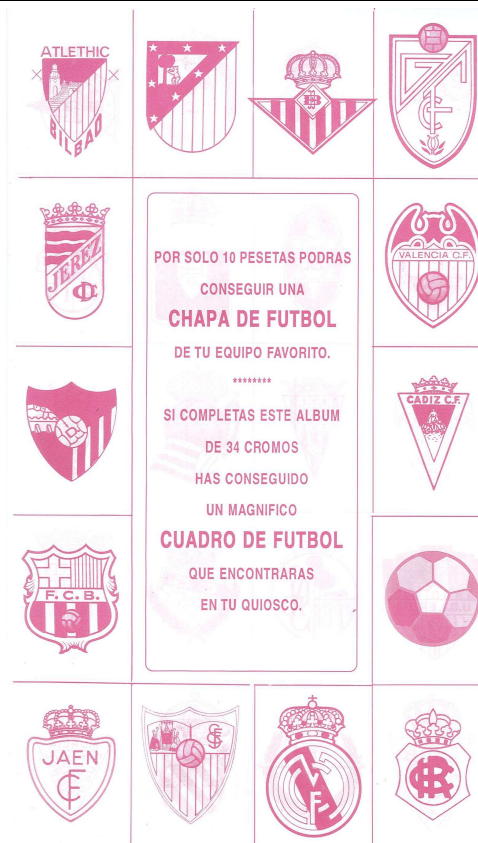 ATLETHIC
BILBAO
VALENCIA C.F.
JEREZ
CADIZ C.F.
F. C. B.
JAEN
POR SOLO 10 PESETAS PODRAS
CONSEGUIR UNA
CHAPA DE FUTBOL
DE TU EQUIPO FAVORITO.
********
SI COMPLETAS ESTE ALBUM
DE 34 CROMOS
HAS CONSEGUIDO
UN MAGNIFICO
CUADRO DE FUTBOL
QUE ENCONTRARAS
EN TU QUIOSCO.